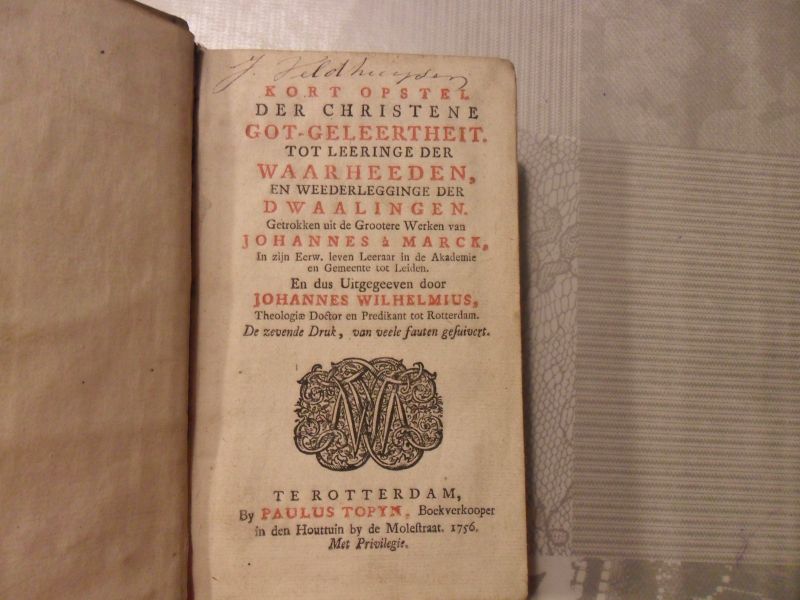 J. Veldhuyzen
KORT OPSTEL
DER CHRISTENE
GOT-GELEERTHEIT.
TOT LEERINGE DER
WAARHEEDEN,
EN WEEDERLEGGINGE DER
DWAALINGEN.
Getrokken uit de Grootere Werken van
JOHANNES à MARCK,
In zijn Eerw. leven Leeraar in de Akademie
en Gemeente tot Leiden.
En dus Uitgegeeven door
JOHANNES WILHELMIUS,
Theologiæ Doctor en Predikant tot Rotterdam.
De zevende Druk, van veele fauten gesuivert.
TE ROTTERDAM,
By PAULUS TOPYN, Boekverkooper
in den Houttuin by de Molestraat. 1756.
Met Privilegie.